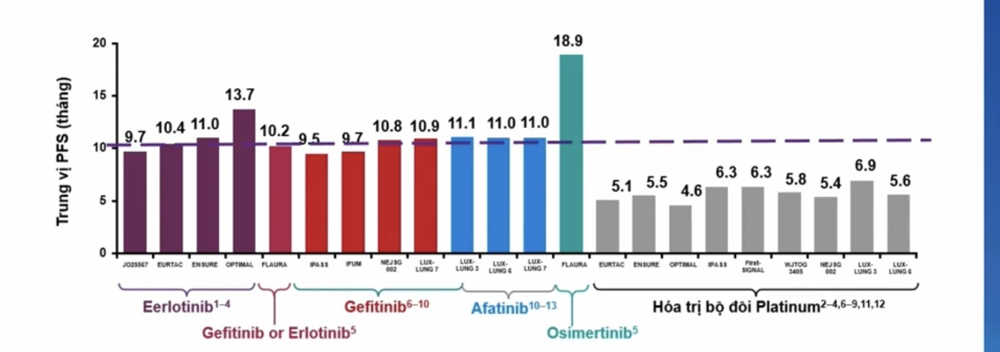 Trung vị PFS (tháng)
20
15
10
5
0
9.7
10.4
11.0
13.7
10.2
9.5
9.7
10.8
10.9
11.1
11.0
11.0
18.9
5.1
5.5
4.6
6.3
6.3
5.8
5.4
6.9
5.6
JO25567
EURTAC
ENSURE
OPTIMAL
FLAURA
IPASS
IFUM
NEJSG
002
LUX-
LUNG 7
LUX-
LUNG 3
LUX-
LUNG 6
LUX-
LUNG 7
FLAURA
EURTAC
ENSURE
OPTIMAL
IPASS
First-
SIGNAL
WJTOG
3405
NEJSG
002
LUX-
LUNG 3
LUX-
LUNG 6
Eerlotinib1–4
Gefitinib6–10
Afatinib10–13
Hóa trị bộ đôi Platinum2–4,6–9,11,12
Gefitinib or Erlotinib5
Osimertinib5